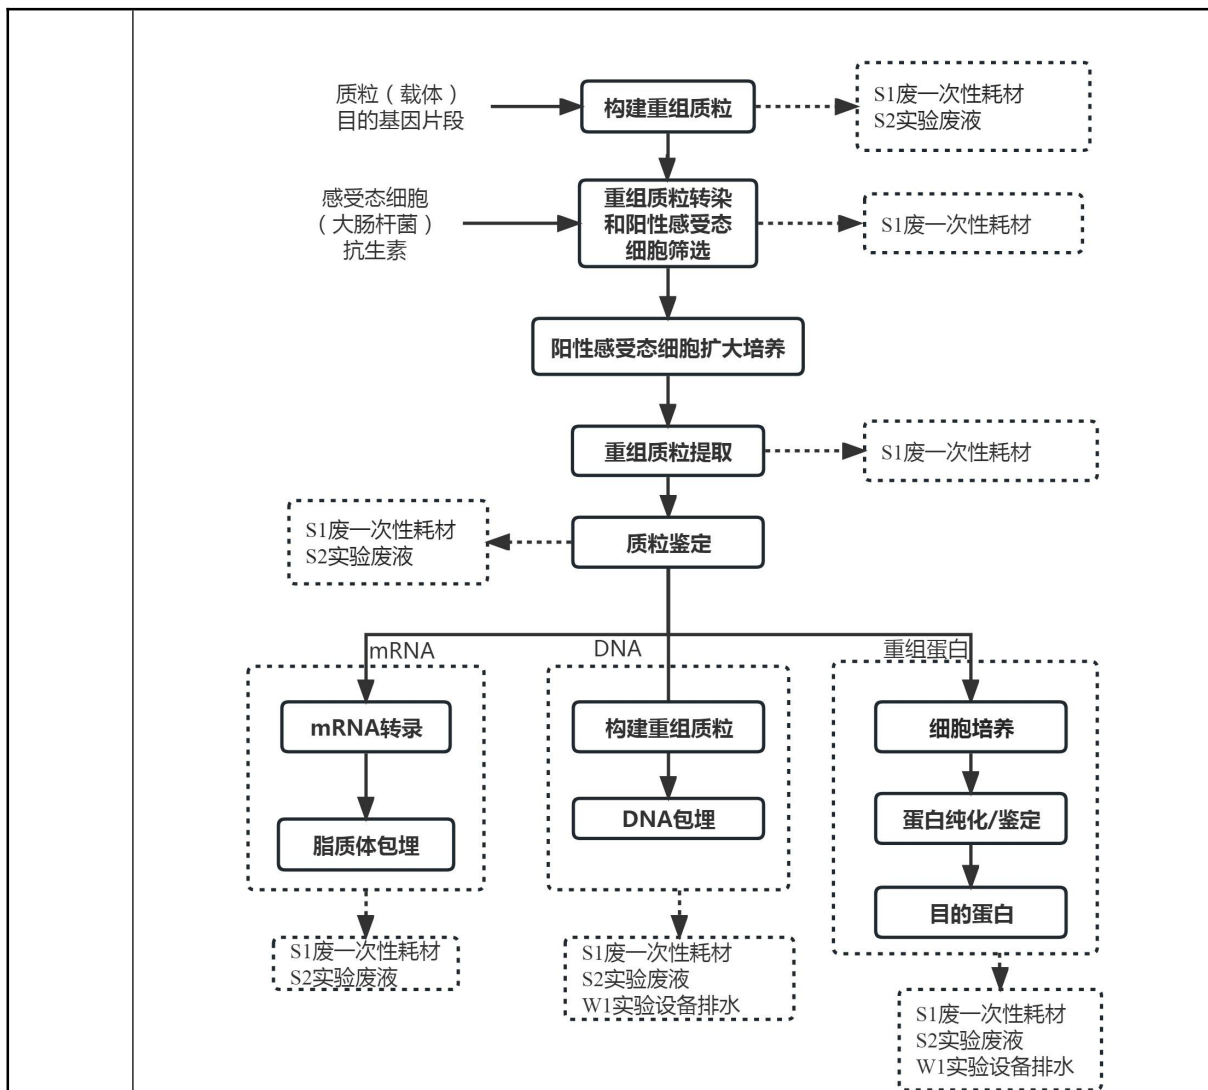 质粒（载体）
目的基因片段
构建重组质粒
S1废一次性耗材
S2实验废液
感受态细胞
（大肠杆菌）
抗生素
重组质粒转染
和阳性感受态
细胞筛选
S1废一次性耗材
阳性感受态细胞扩大培养
重组质粒提取
S1废一次性耗材
S1废一次性耗材
S2实验废液
质粒鉴定
mRNA
DNA
重组蛋白
mRNA转录
脂质体包埋
S1废一次性耗材
S2实验废液
构建重组质粒
DNA包埋
S1废一次性耗材
S2实验废液
W1实验设备排水
细胞培养
蛋白纯化/鉴定
目的蛋白
S1废一次性耗材
S2实验废液
W1实验设备排水